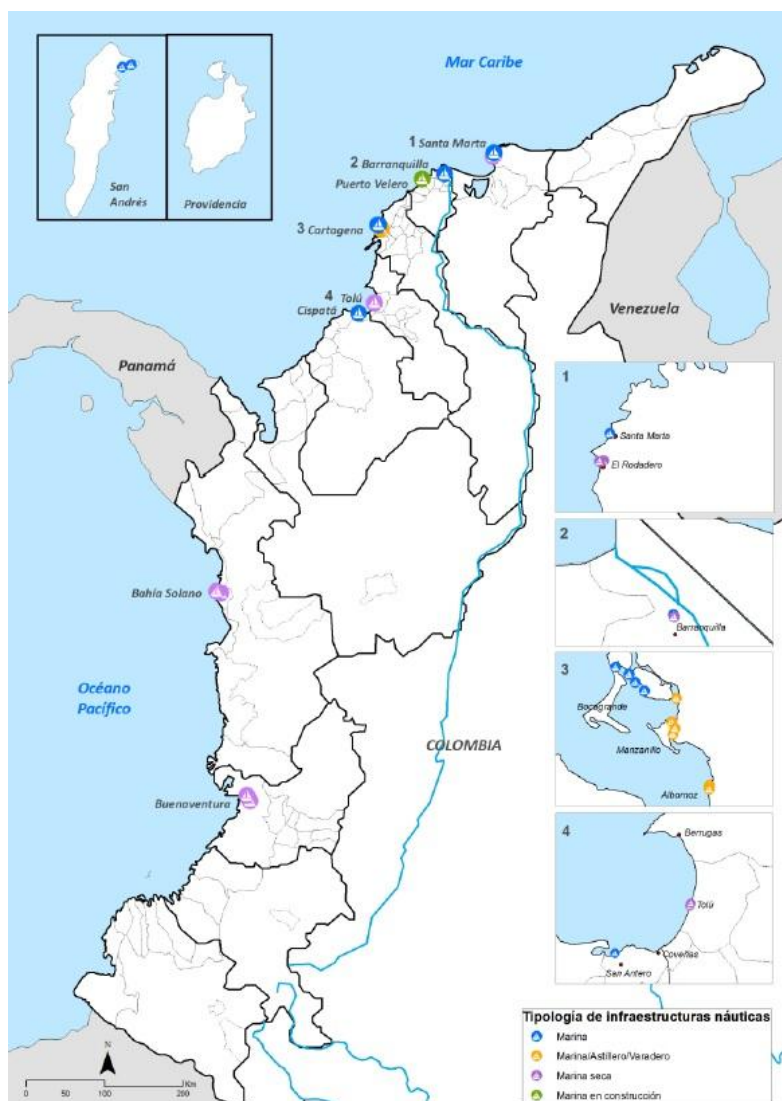 Mar Caribe
San
Andrés
Providencia
1 Santa Marta
2 Barranquilla
Puerto Velero
3 Cartagena
4 Tolú
Cispatá
Venezuela
Panamá
Bahía Solano
Océano
Pacífico
COLOMBIA
Buenaventura
1
Santa Marta
El Rodadero
2
Barranquilla
3
Bocagrande
Manzanillo
Albornoz
4
Berrugas
Tolú
Coveñas
San Antero
N
0 50 100 200 Km
Tipología de infraestructuras náuticas
Marina
Marina/Astillero/Varadero
Marina seca
Marina en construcción